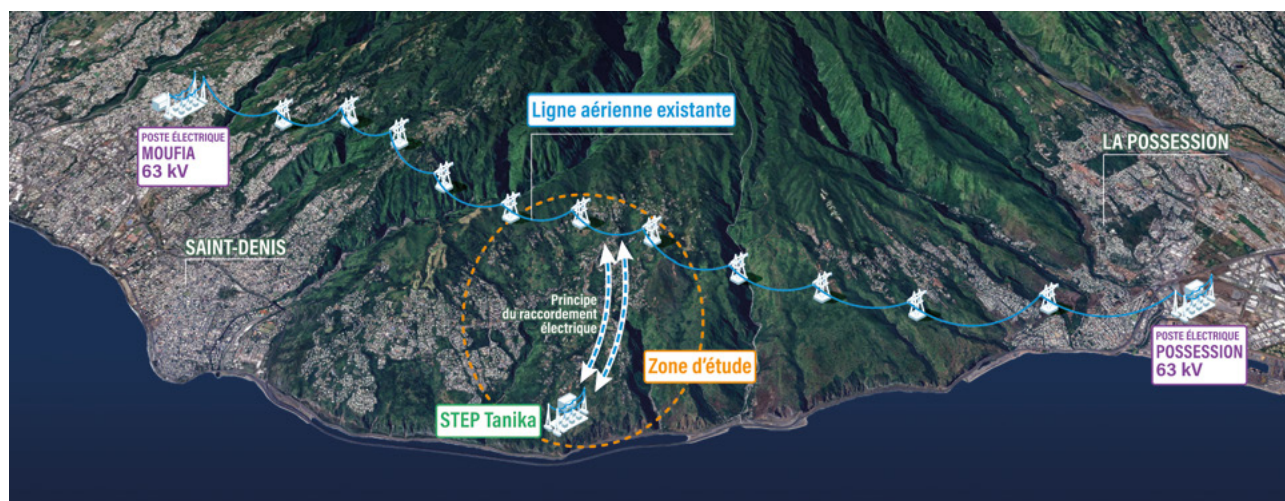 Ligne aérienne existante
POSTE ÉLECTRIQUE
MOUFIA
63 kV
LA POSSESSION
SAINT-DENIS
Principe
du raccordement
électrique
Zone d'étude
POSTE ÉLECTRIQUE
POSSESSION
63 kV
STEP Tanika